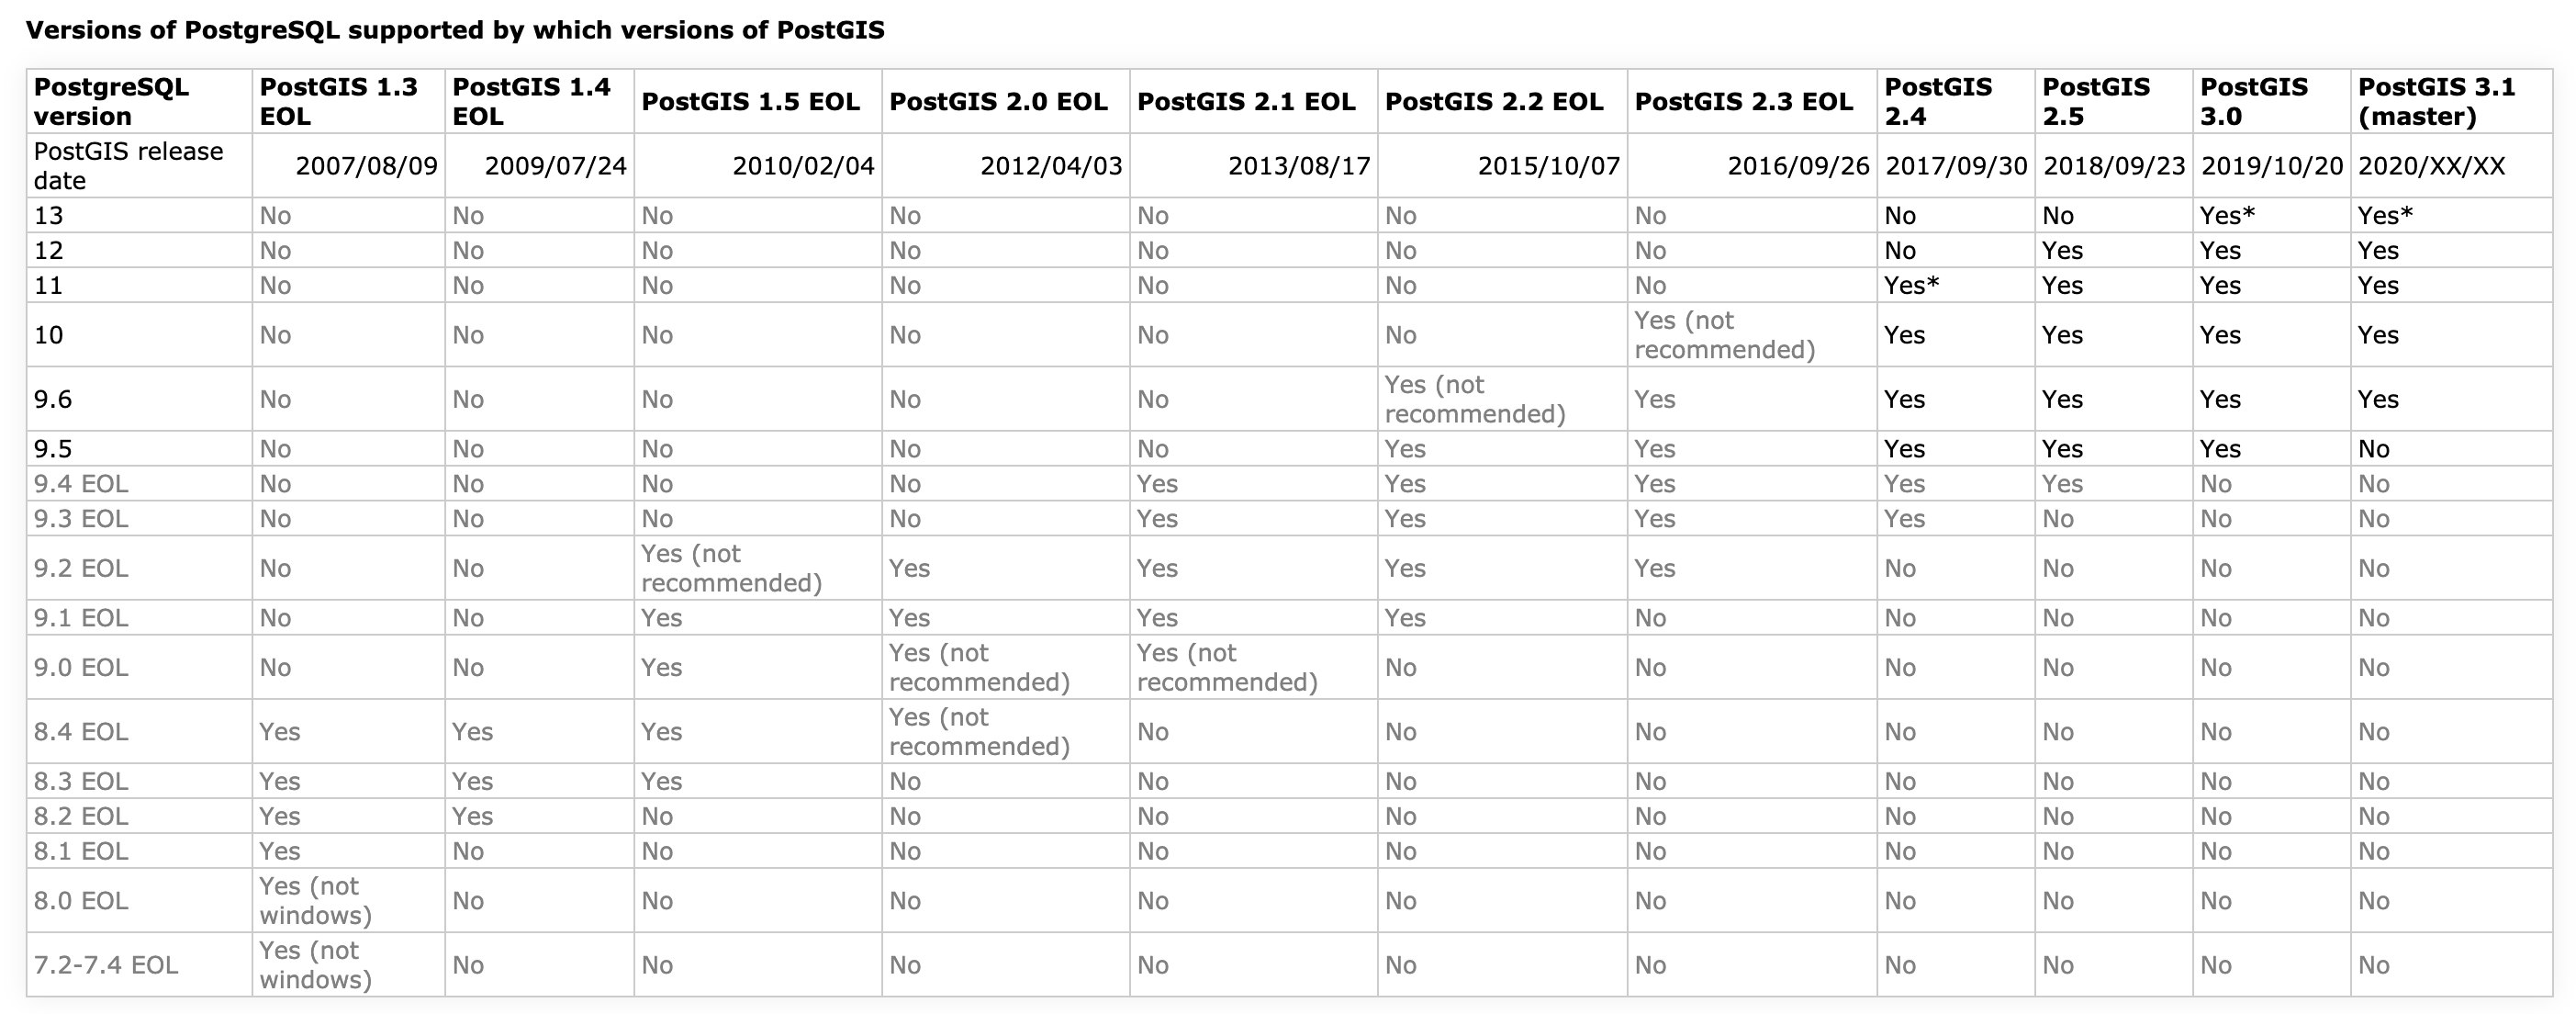 Versions of PostgreSQL supported by which versions of PostGIS
PostgreSQL version PostGIS 1.3 EOL PostGIS 1.4 EOL PostGIS 1.5 EOL PostGIS 2.0 EOL PostGIS 2.1 EOL PostGIS 2.2 EOL PostGIS 2.3 EOL PostGIS 2.4 PostGIS 2.5 PostGIS 3.0 PostGIS 3.1 (master)
PostGIS release date 2007/08/09 2009/07/24 2010/02/04 2012/04/03 2013/08/17 2015/10/07 2016/09/26 2017/09/30 2018/09/23 2019/10/20 2020/XX/XX
13 No No No No No No No No No Yes* Yes*
12 No No No No No No No No Yes Yes Yes
11 No No No No No No No Yes* Yes Yes Yes
10 No No No No No No Yes (not recommended) Yes Yes Yes Yes
9.6 No No No No No Yes (not recommended) Yes Yes Yes Yes Yes
9.5 No No No No No Yes Yes Yes Yes Yes No
9.4 EOL No No No No Yes Yes Yes Yes Yes No No
9.3 EOL No No No No Yes Yes Yes Yes No No No
9.2 EOL No No Yes (not recommended) Yes Yes Yes Yes No No No No
9.1 EOL No No Yes Yes Yes Yes No No No No No
9.0 EOL No No Yes Yes (not recommended) Yes (not recommended) No No No No No No
8.4 EOL Yes Yes Yes Yes (not recommended) No No No No No No No
8.3 EOL Yes Yes Yes No No No No No No No No
8.2 EOL Yes Yes No No No No No No No No No
8.1 EOL Yes No No No No No No No No No No
8.0 EOL Yes (not windows) No No No No No No No No No No
7.2-7.4 EOL Yes (not windows) No No No No No No No No No No